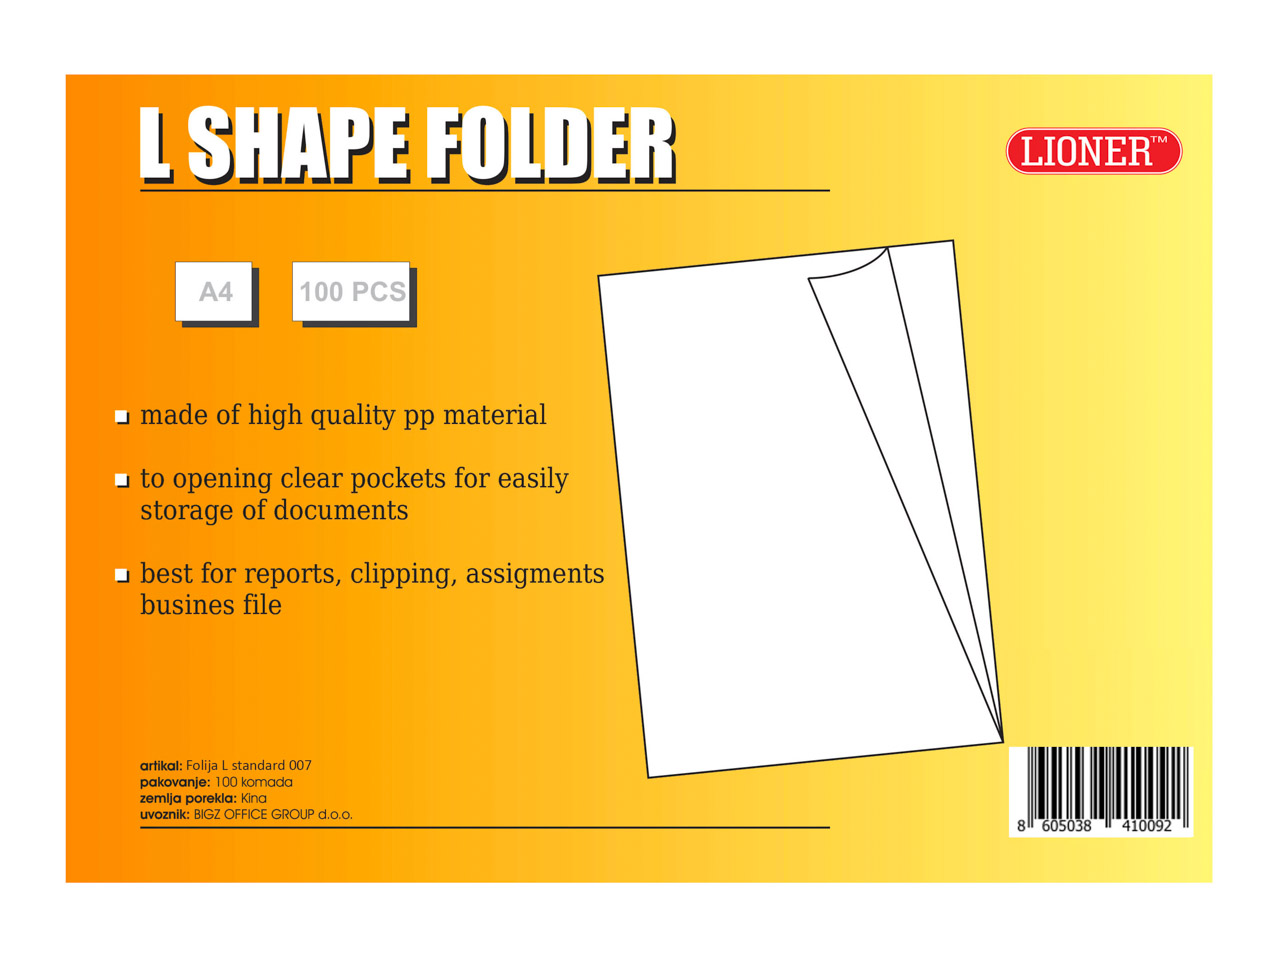 L SHAPE FOLDER
LIONER™
A4
100 PCS
made of high quality pp material
to opening clear pockets for easily
storage of documents
best for reports, clipping, assigments
busines file
artikal: Folija L standard 007
pakovanje: 100 komada
zemlja porekla: Kina
uvoznik: BIGZ OFFICE GROUP d.o.o.
8 605038 410092